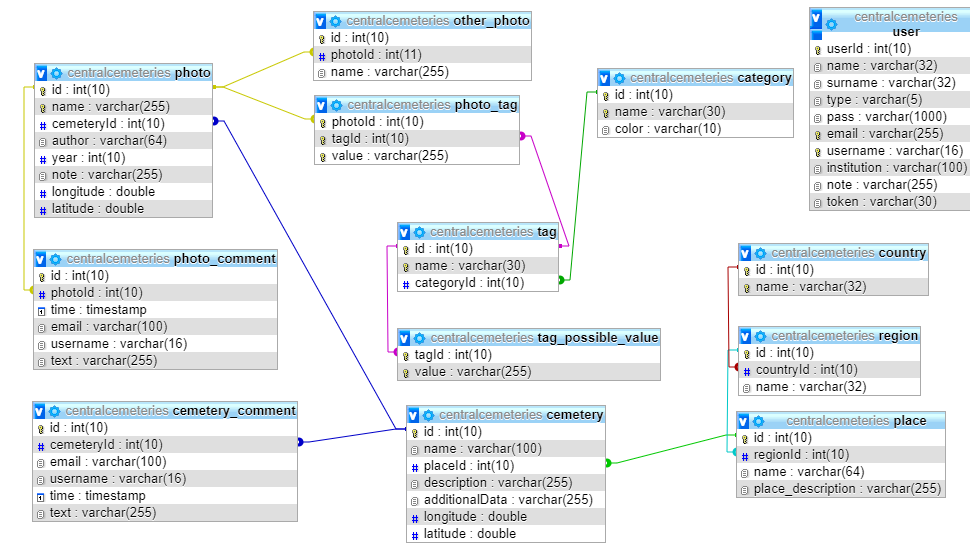 centralcemeteries other_photo
id : int(10)
photoId : int(11)
name : varchar(255)
centralcemeteries user
userId : int(10)
name : varchar(32)
surname : varchar(32)
type : varchar(5)
pass : varchar(1000)
email : varchar(255)
username : varchar(16)
institution : varchar(100)
note : varchar(255)
token : varchar(30)
centralcemeteries photo
id : int(10)
name : varchar(255)
cemeteryId : int(10)
author : varchar(64)
year : int(10)
note : varchar(255)
longitude : double
latitude : double
centralcemeteries photo_tag
photoId : int(10)
tagId : int(10)
value : varchar(255)
centralcemeteries category
id : int(10)
name : varchar(30)
color : varchar(10)
centralcemeteries tag
id : int(10)
name : varchar(30)
categoryId : int(10)
centralcemeteries photo_comment
id : int(10)
photoId : int(10)
time : timestamp
email : varchar(100)
username : varchar(16)
text : varchar(255)
centralcemeteries country
id : int(10)
name : varchar(32)
centralcemeteries tag_possible_value
tagId : int(10)
value : varchar(255)
centralcemeteries region
id : int(10)
countryId : int(10)
name : varchar(32)
centralcemeteries cemetery_comment
id : int(10)
cemeteryId : int(10)
email : varchar(100)
username : varchar(16)
time : timestamp
text : varchar(255)
centralcemeteries cemetery
id : int(10)
name : varchar(100)
placeId : int(10)
description : varchar(255)
additionalData : varchar(255)
longitude : double
latitude : double
centralcemeteries place
id : int(10)
regionId : int(10)
name : varchar(64)
place_description : varchar(255)